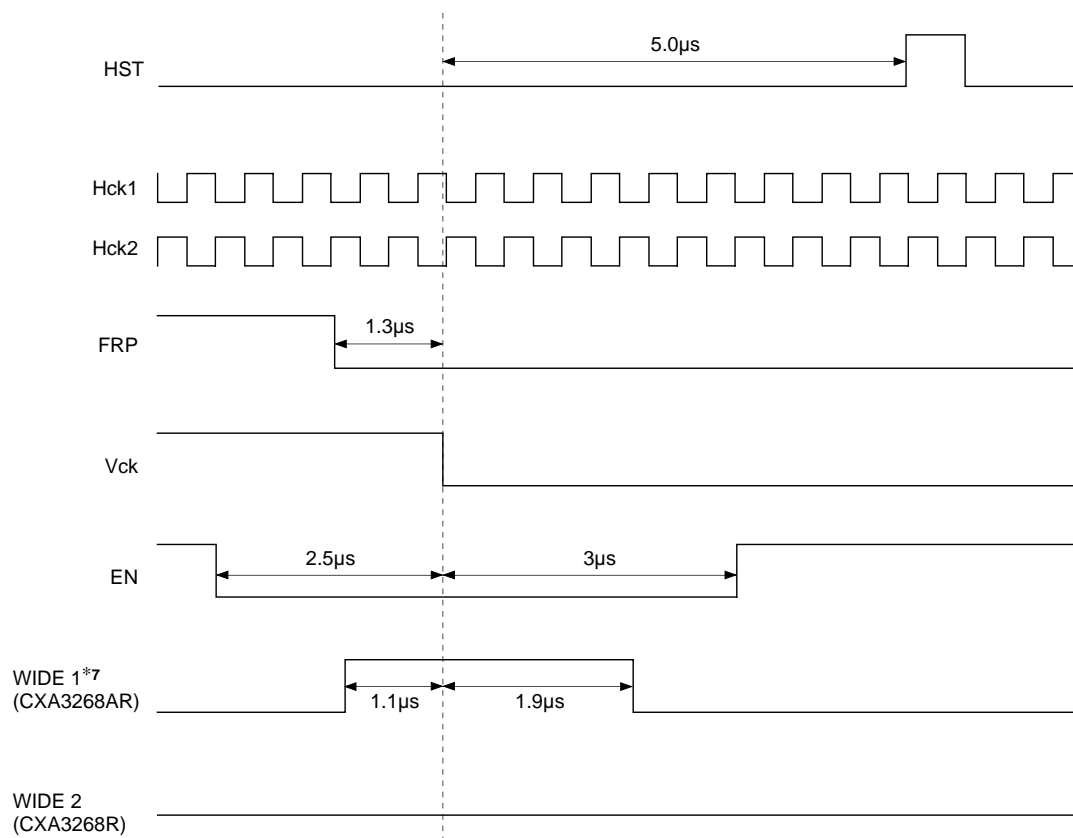 5.0µs
HST
Hck1
Hck2
1.3µs
FRP
Vck
2.5µs
3µs
EN
WIDE 1*7
(CXA3268AR)
1.1µs
1.9µs
WIDE 2
(CXA3268R)